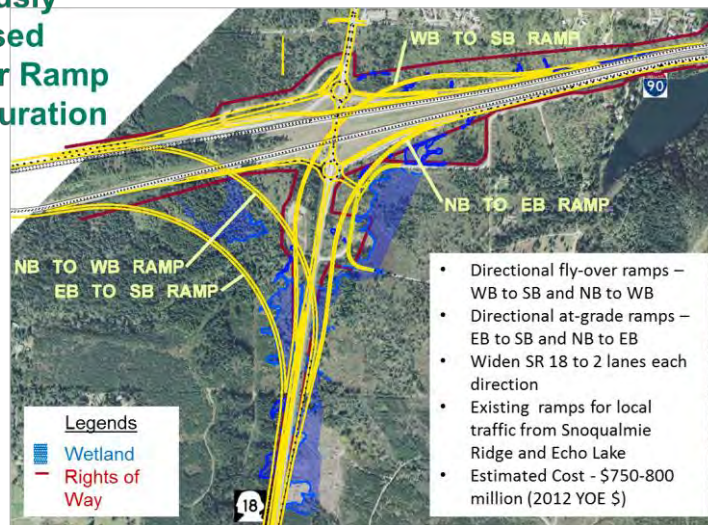 Ramp
WB TO SB RAMP
90
NB TO EB RAMP
NB TO WB RAMP
EB TO SB RAMP
• Directional fly-over ramps –
WB to SB and NB to WB
• Directional at-grade ramps –
EB to SB and NB to EB
• Widen SR 18 to 2 lanes each
direction
• Existing ramps for local
traffic from Snoqualmie
Ridge and Echo Lake
• Estimated Cost - $750-800
million (2012 YOE $)
Legends
Wetland
Rights of
Way
18